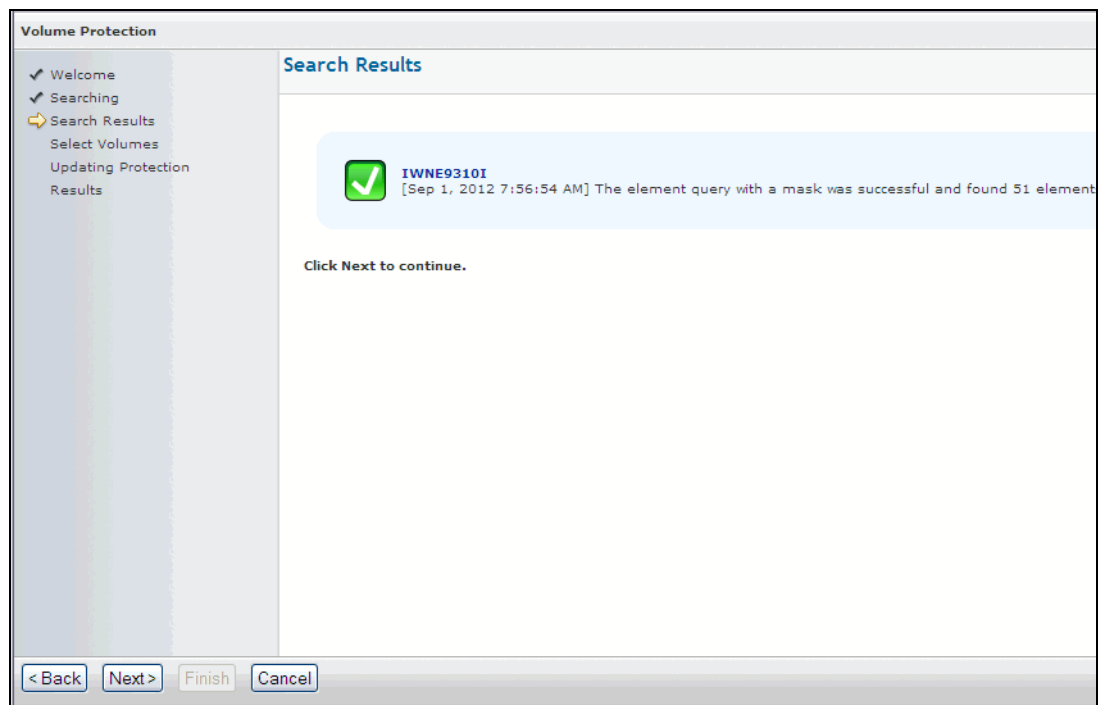 Volume Protection
Welcome
Searching
Search Results
Select Volumes
Updating Protection
Results
Search Results
IWNE9310I
[Sep 1, 2012 7:56:54 AM] The element query with a mask was successful and found 51 element
Click Next to continue.
< Back Next > Finish Cancel